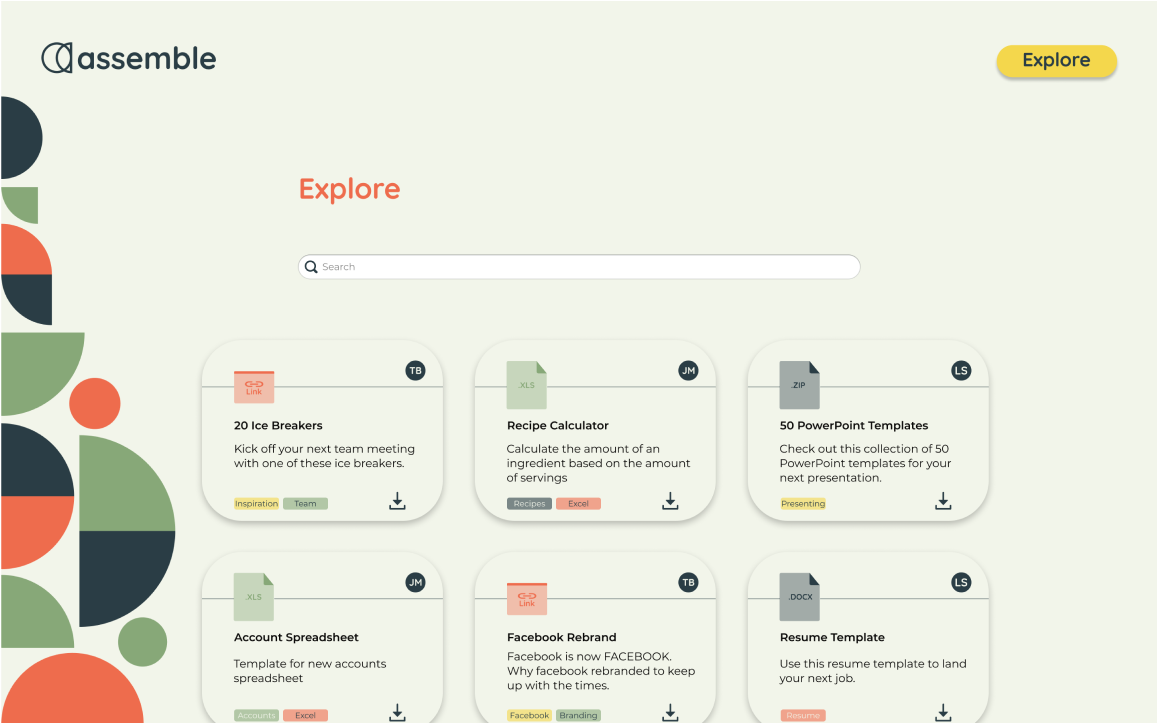 assemble
Explore
Explore
Search
TB
Link
20 Ice Breakers
Kick off your next team meeting
with one of these ice breakers.
Inspiration Team
JM
.XLS
Recipe Calculator
Calculate the amount of an
ingredient based on the amount
of servings
Recipes Excel
LS
.ZIP
50 PowerPoint Templates
Check out this collection of 50
PowerPoint templates for your
next presentation.
Presenting
JM
.XLS
Account Spreadsheet
Template for new accounts
spreadsheet
Accounts Excel
TB
Link
Facebook Rebrand
Facebook is now FACEBOOK.
Why facebook rebranded to keep
up with the times.
Facebook Branding
LS
.DOCX
Resume Template
Use this resume template to land
your next job.
Resume